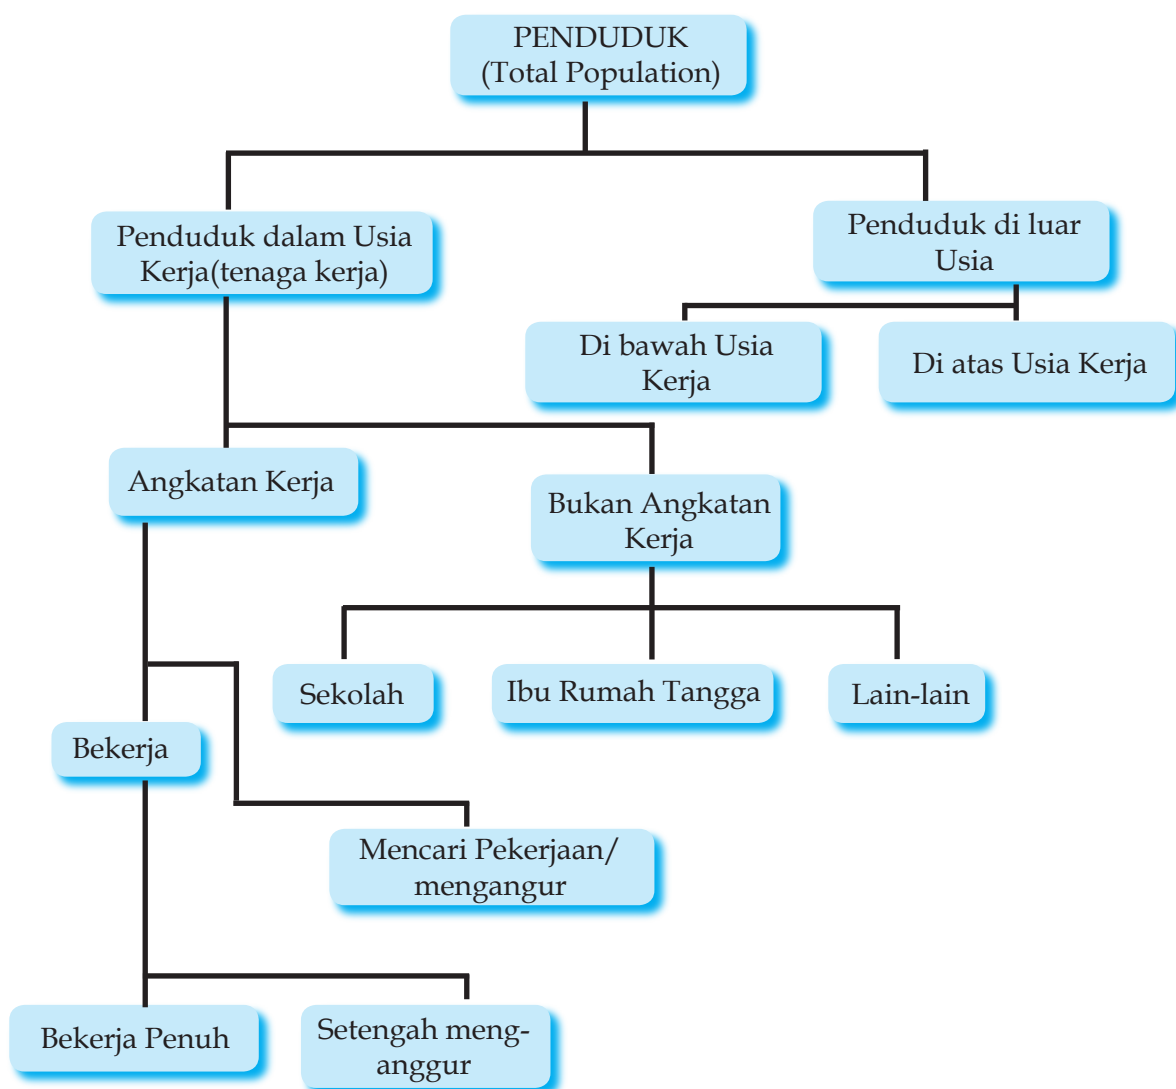 PENDUDUK
(Total Population)
Penduduk dalam Usia
Kerja(tenaga kerja)
Penduduk di luar
Usia
Di bawah Usia
Kerja
Di atas Usia Kerja
Angkatan Kerja
Bukan Angkatan
Kerja
Sekolah
Ibu Rumah Tangga
Lain-lain
Bekerja
Mencari Pekerjaan/
mengangur
Bekerja Penuh
Setengah meng-
anggur